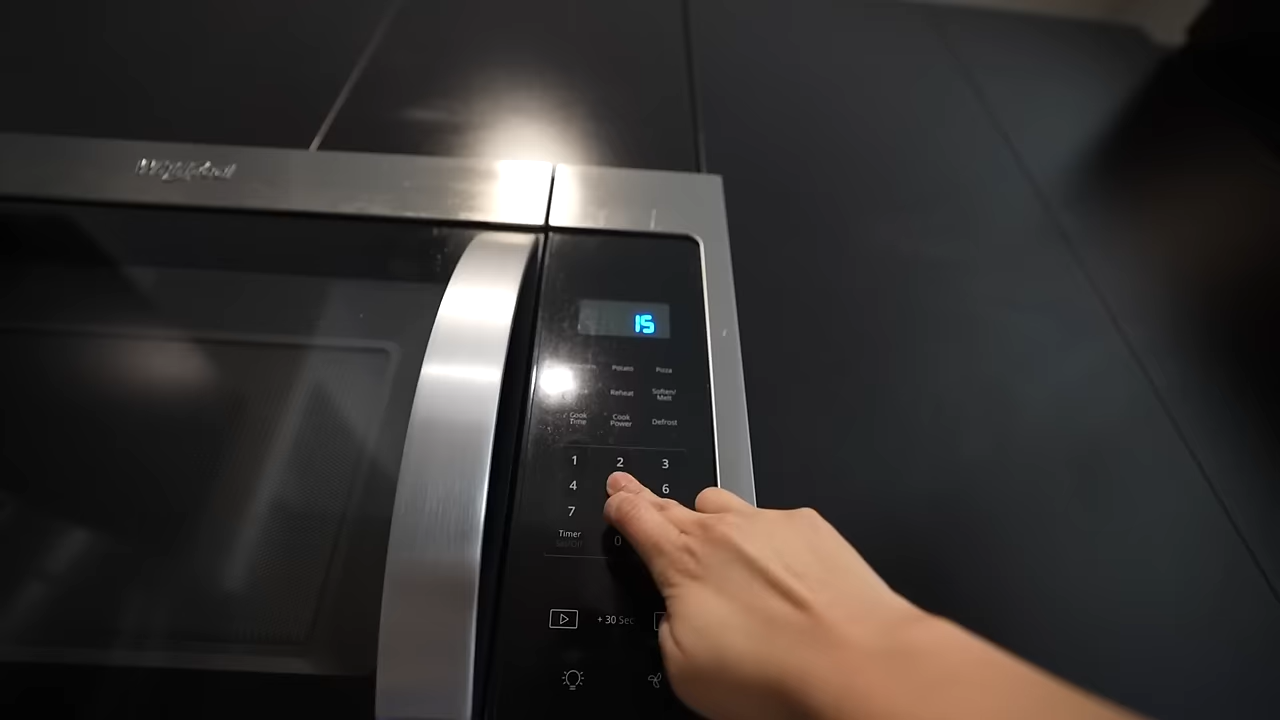 Whirlpool
15
Potato Pizza
Reheat Soften/
Melt
Cook
Time Cook
Power Defrost
1 2 3
4 6
7
Timer
0
+ 30 Sec